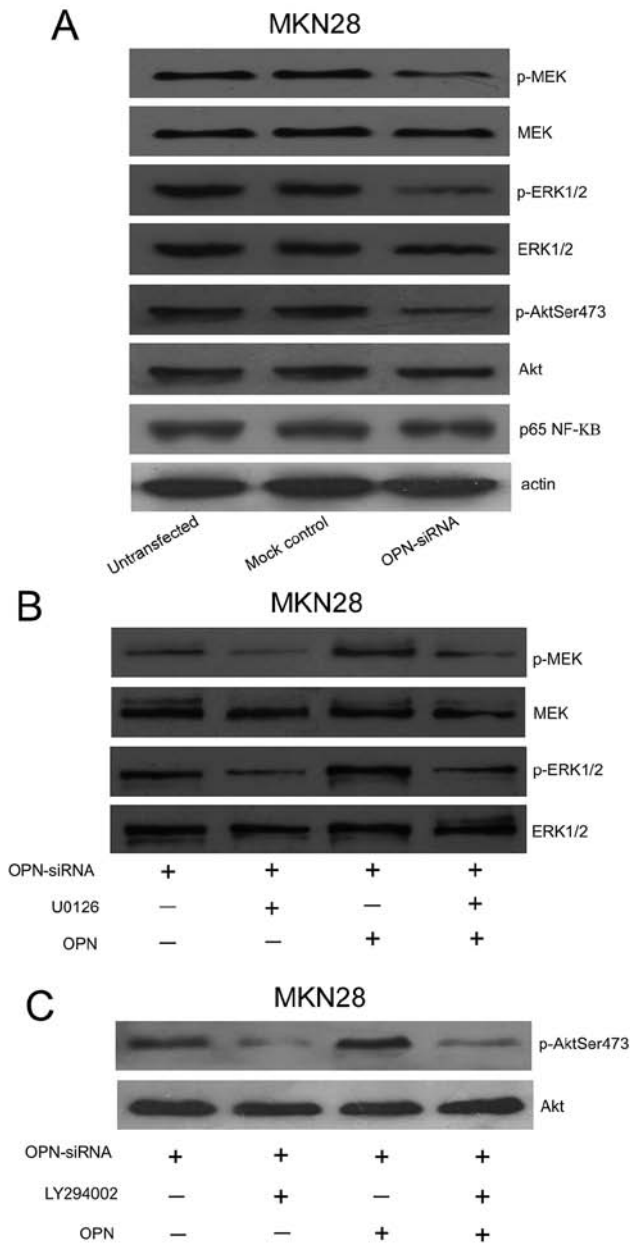 A
MKN28
p-MEK
MEK
p-ERK1/2
ERK1/2
p-AktSer473
Akt
p65 NF-KB
actin
Untransfected Mock control OPN-siRNA
B
MKN28
p-MEK
MEK
p-ERK1/2
ERK1/2
OPN-siRNA + + + +
U0126 — + — +
OPN — — + +
C
MKN28
p-AktSer473
Akt
OPN-siRNA + + + +
LY294002 — + — +
OPN — — + +